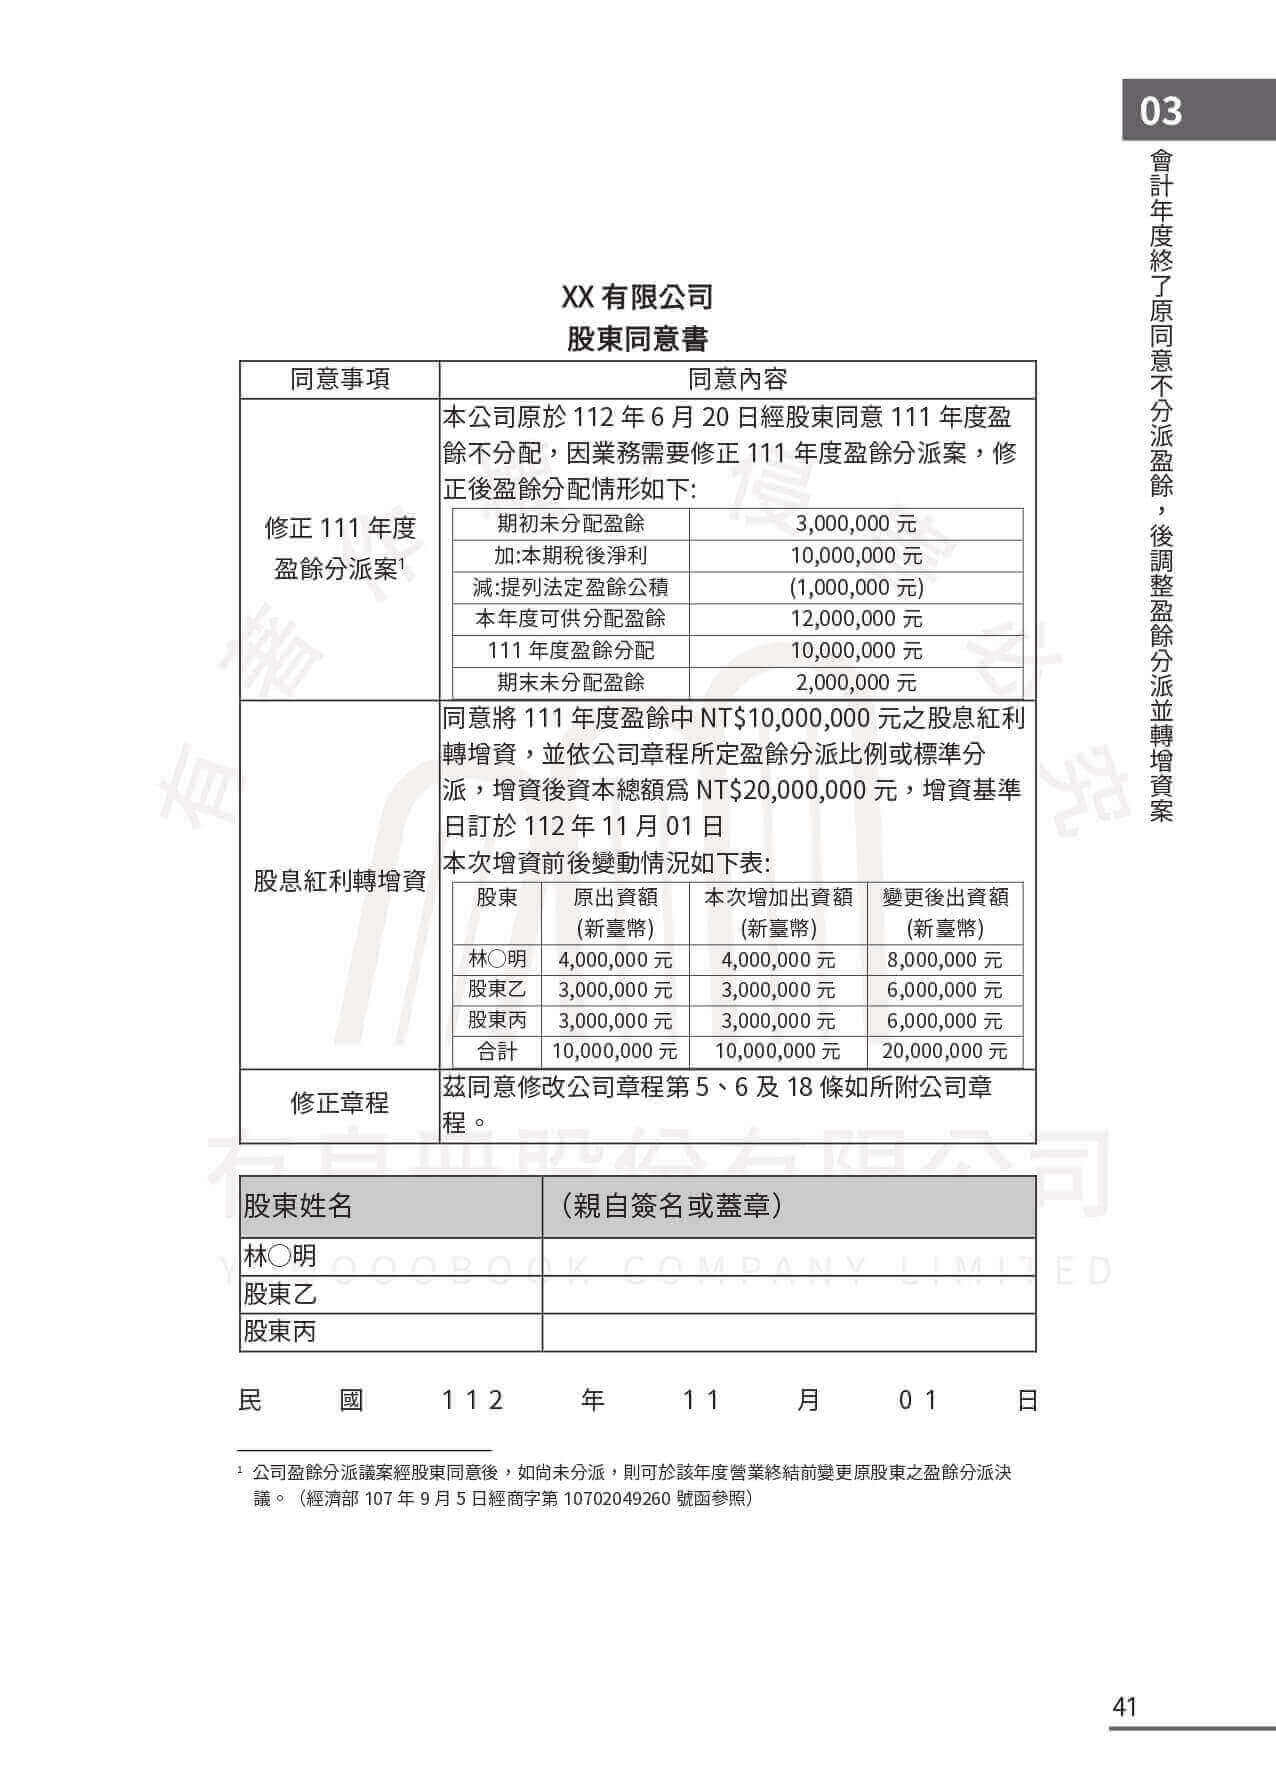 03
會計年度終了原同意不分派盈餘，後調整盈餘分派並轉增資案
XX 有限公司
股東同意書
同意事項 同意內容
修正 111 年度
盈餘分派案1
本公司原於 112 年 6 月 20 日經股東同意 111 年度盈
餘不分配，因業務需要修正 111 年度盈餘分派案，修
正後盈餘分配情形如下:
期初未分配盈餘 3,000,000 元
加:本期稅後淨利 10,000,000 元
減:提列法定盈餘公積 (1,000,000 元)
本年度可供分配盈餘 12,000,000 元
111 年度盈餘分配 10,000,000 元
期末未分配盈餘 2,000,000 元
股息紅利轉增資
同意將 111 年度盈餘中 NT$10,000,000 元之股息紅利
轉增資，並依公司章程所定盈餘分派比例或標準分
派，增資後資本總額為 NT$20,000,000 元，增資基準
日訂於 112 年 11 月 01 日
本次增資前後變動情況如下表:
股東 原出資額 本次增加出資額 變更後出資額
(新臺幣) (新臺幣) (新臺幣)
林○明 4,000,000 元 4,000,000 元 8,000,000 元
股東乙 3,000,000 元 3,000,000 元 6,000,000 元
股東丙 3,000,000 元 3,000,000 元 6,000,000 元
合計 10,000,000 元 10,000,000 元 20,000,000 元
修正章程
茲同意修改公司章程第 5、6 及 18 條如所附公司章
程。
股東姓名 （親自簽名或蓋章）
林○明
股東乙
股東丙
民 國 112 年 11 月 01 日
1 公司盈餘分派議案經股東同意後，如尚未分派，則可於該年度營業終結前變更原股東之盈餘分派決
議。（經濟部 107 年 9 月 5 日經商字第 10702049260 號函參照）
41